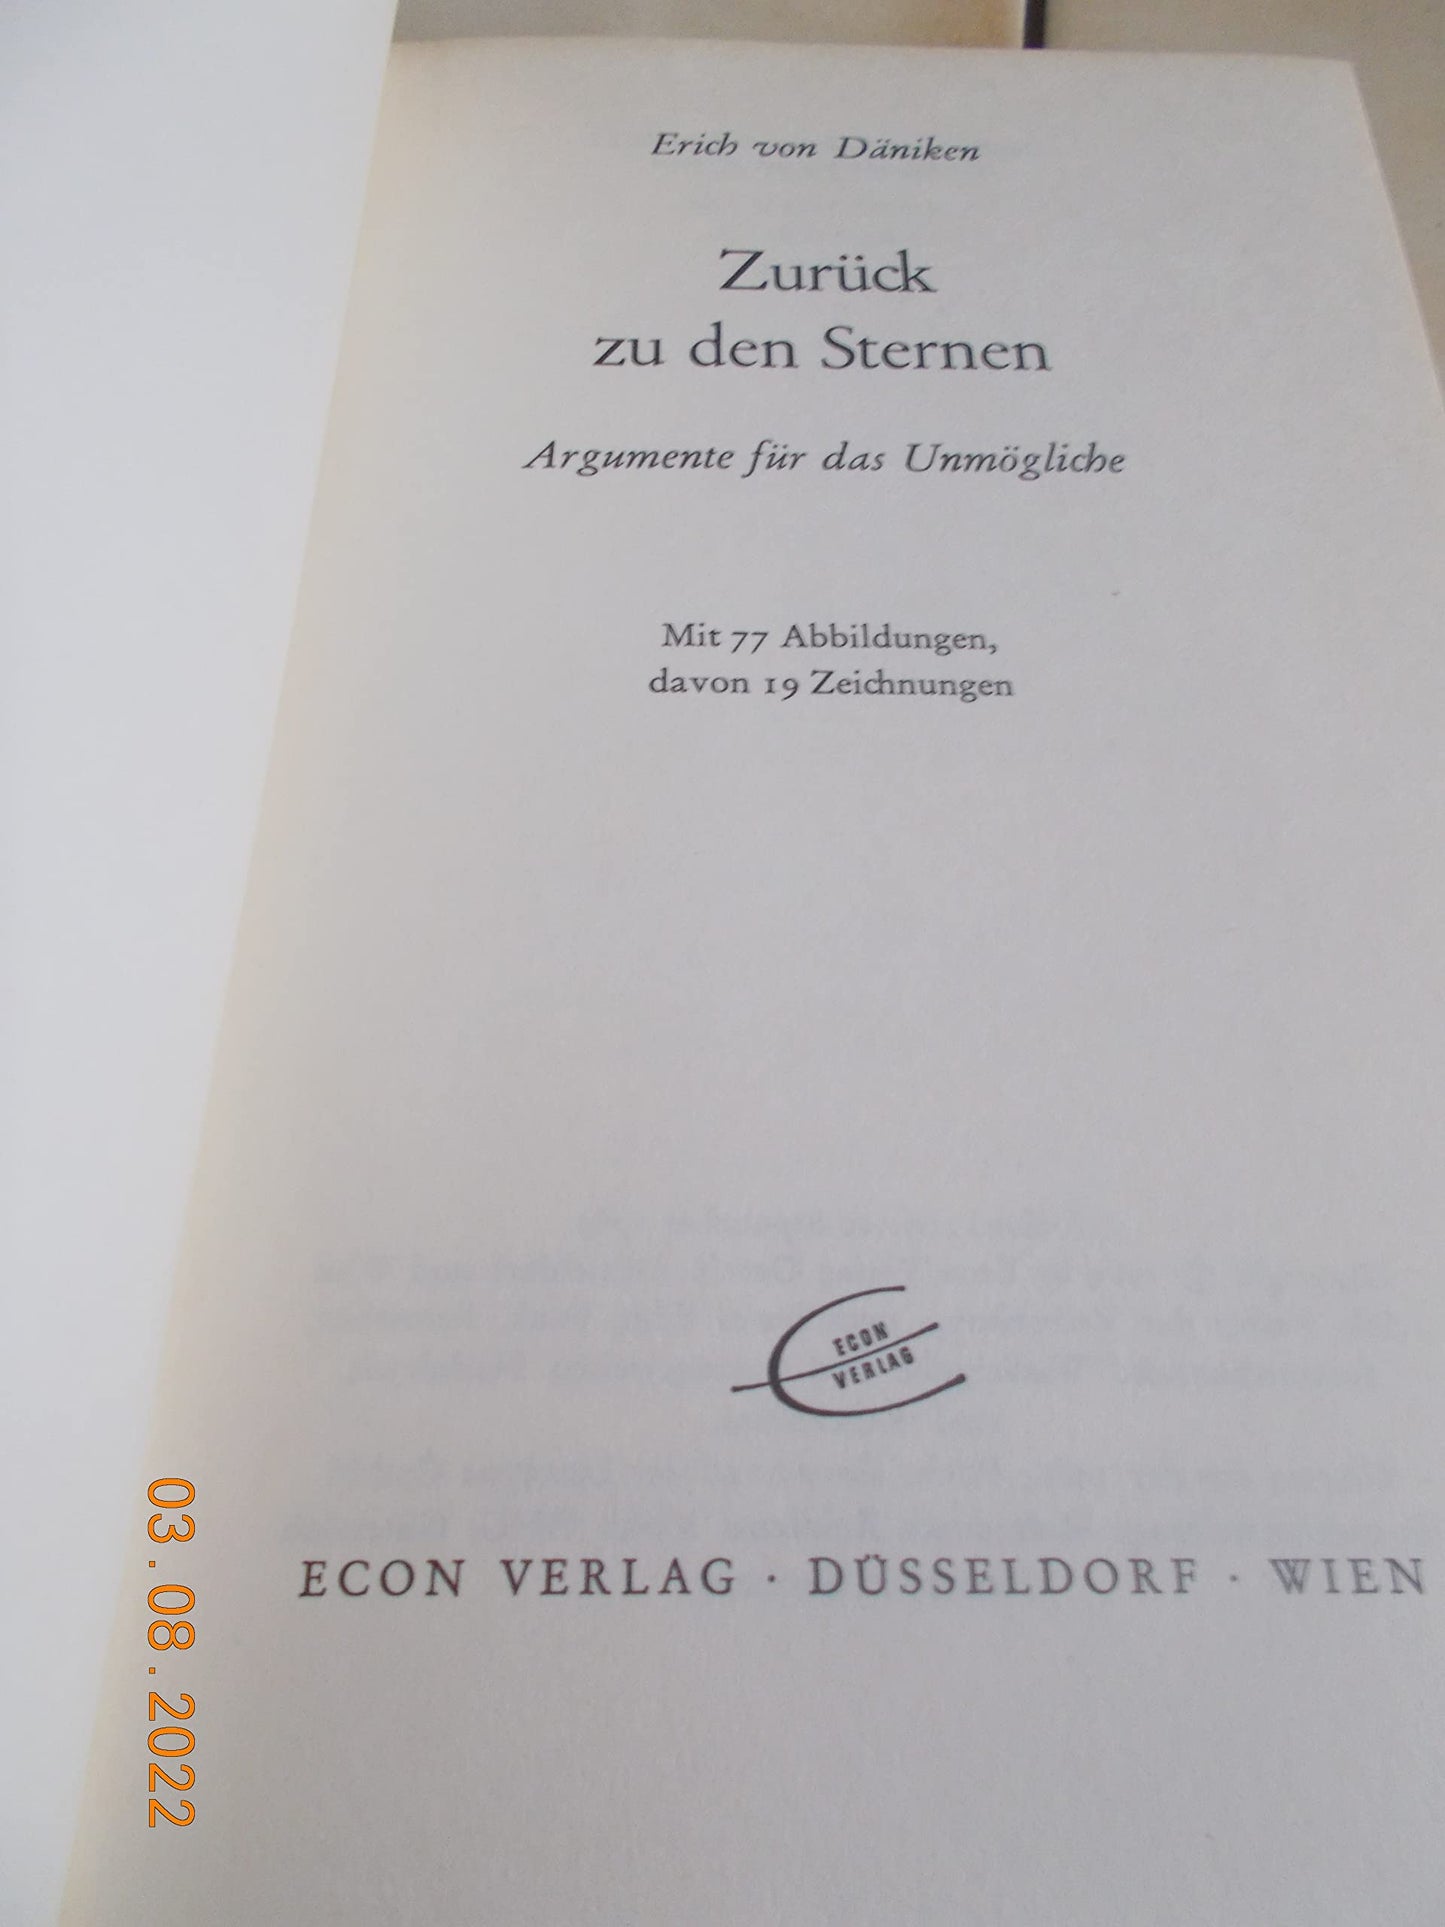 Erich von Däniken
Zurück
zu den Sternen
Argumente für das Unmögliche
Mit 77 Abbildungen,
davon 19 Zeichnungen
ECON
VERLAG
ECON VERLAG · DÜSSELDORF · WIEN
03.08.2022